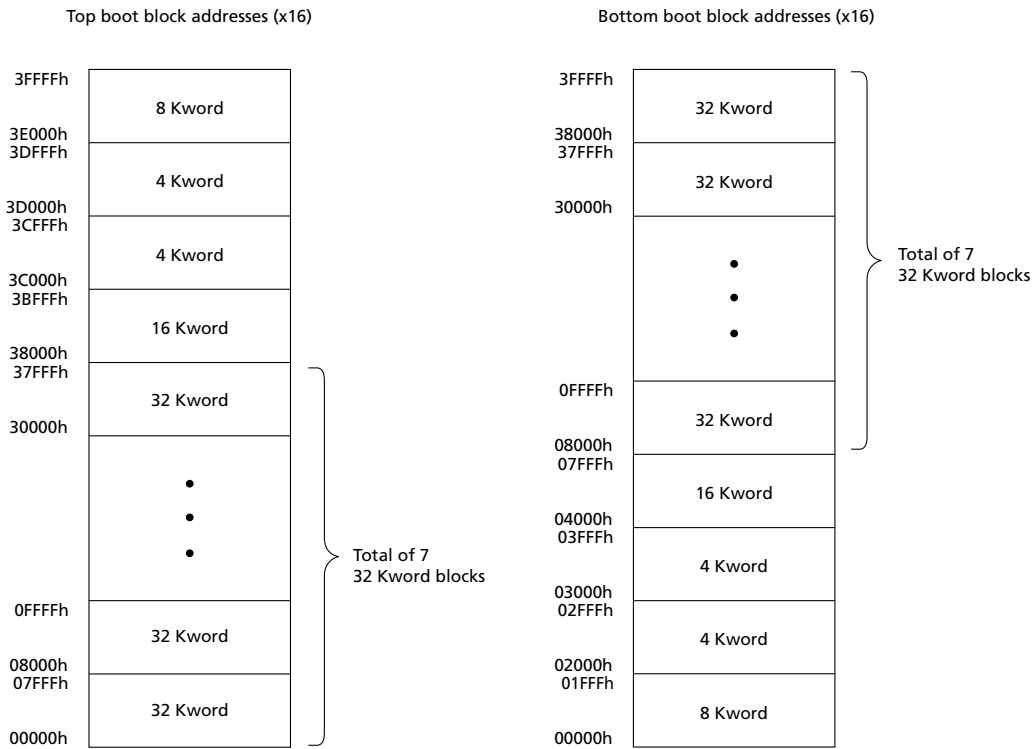 Top boot block addresses (x16)
3FFFFh
8 Kword
3E000h
3DFFFh
4 Kword
3D000h
3CFFFh
4 Kword
3C000h
3BFFFh
16 Kword
38000h
37FFFh
32 Kword
30000h
Total of 7
32 Kword blocks
0FFFFh
32 Kword
08000h
07FFFh
32 Kword
00000h
Bottom boot block addresses (x16)
3FFFFh
32 Kword
38000h
37FFFh
32 Kword
30000h
Total of 7
32 Kword blocks
0FFFFh
32 Kword
08000h
07FFFh
16 Kword
04000h
03FFFh
4 Kword
03000h
02FFFh
4 Kword
02000h
01FFFh
8 Kword
00000h